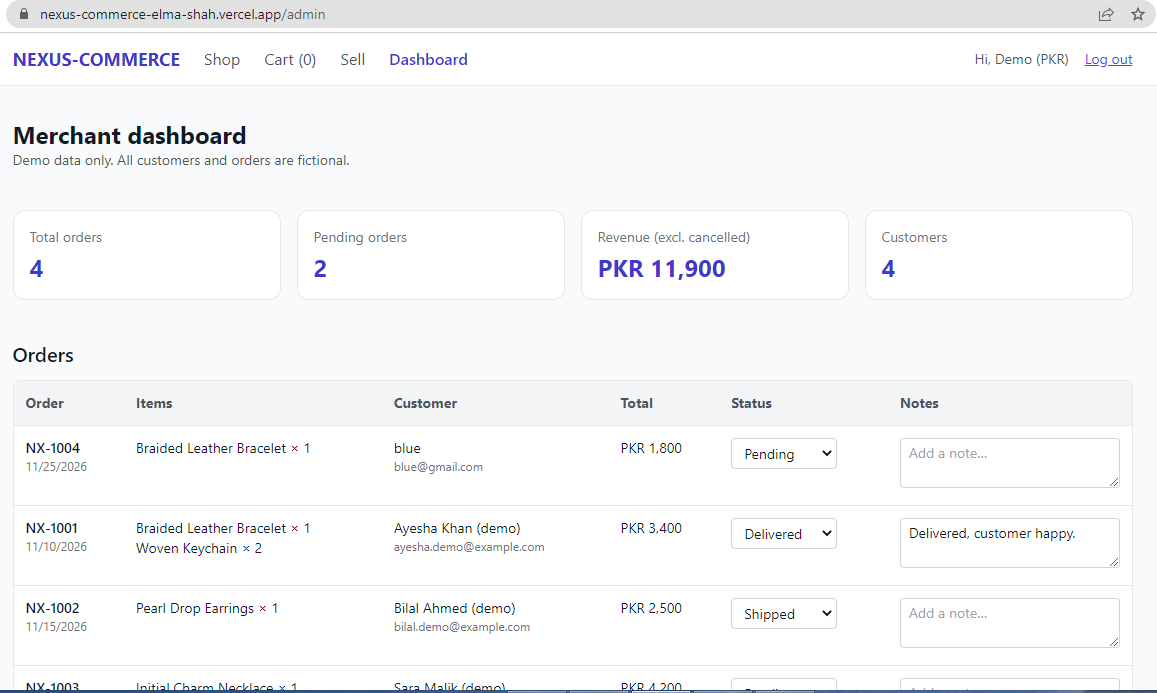 nexus-commerce-elma-shah.vercel.app/admin
NEXUS-COMMERCE Shop Cart (0) Sell Dashboard Hi, Demo (PKR) Log out
Merchant dashboard
Demo data only. All customers and orders are fictional.
Total orders Pending orders Revenue (excl. cancelled) Customers
4 2 PKR 11,900 4
Orders
Order Items Customer Total Status Notes
NX-1004 Braided Leather Bracelet × 1 blue PKR 1,800 Pending Add a note...
11/25/2026 blue@gmail.com
NX-1001 Braided Leather Bracelet × 1 Ayesha Khan (demo) PKR 3,400 Delivered Delivered, customer happy.
11/10/2026 Woven Keychain × 2 ayesha.demo@example.com
NX-1002 Pearl Drop Earrings × 1 Bilal Ahmed (demo) PKR 2,500 Shipped Add a note...
11/15/2026 bilal.demo@example.com
NX-1003 Initial Charm Necklace × 1 Sara Malik (demo) PKR 4,200